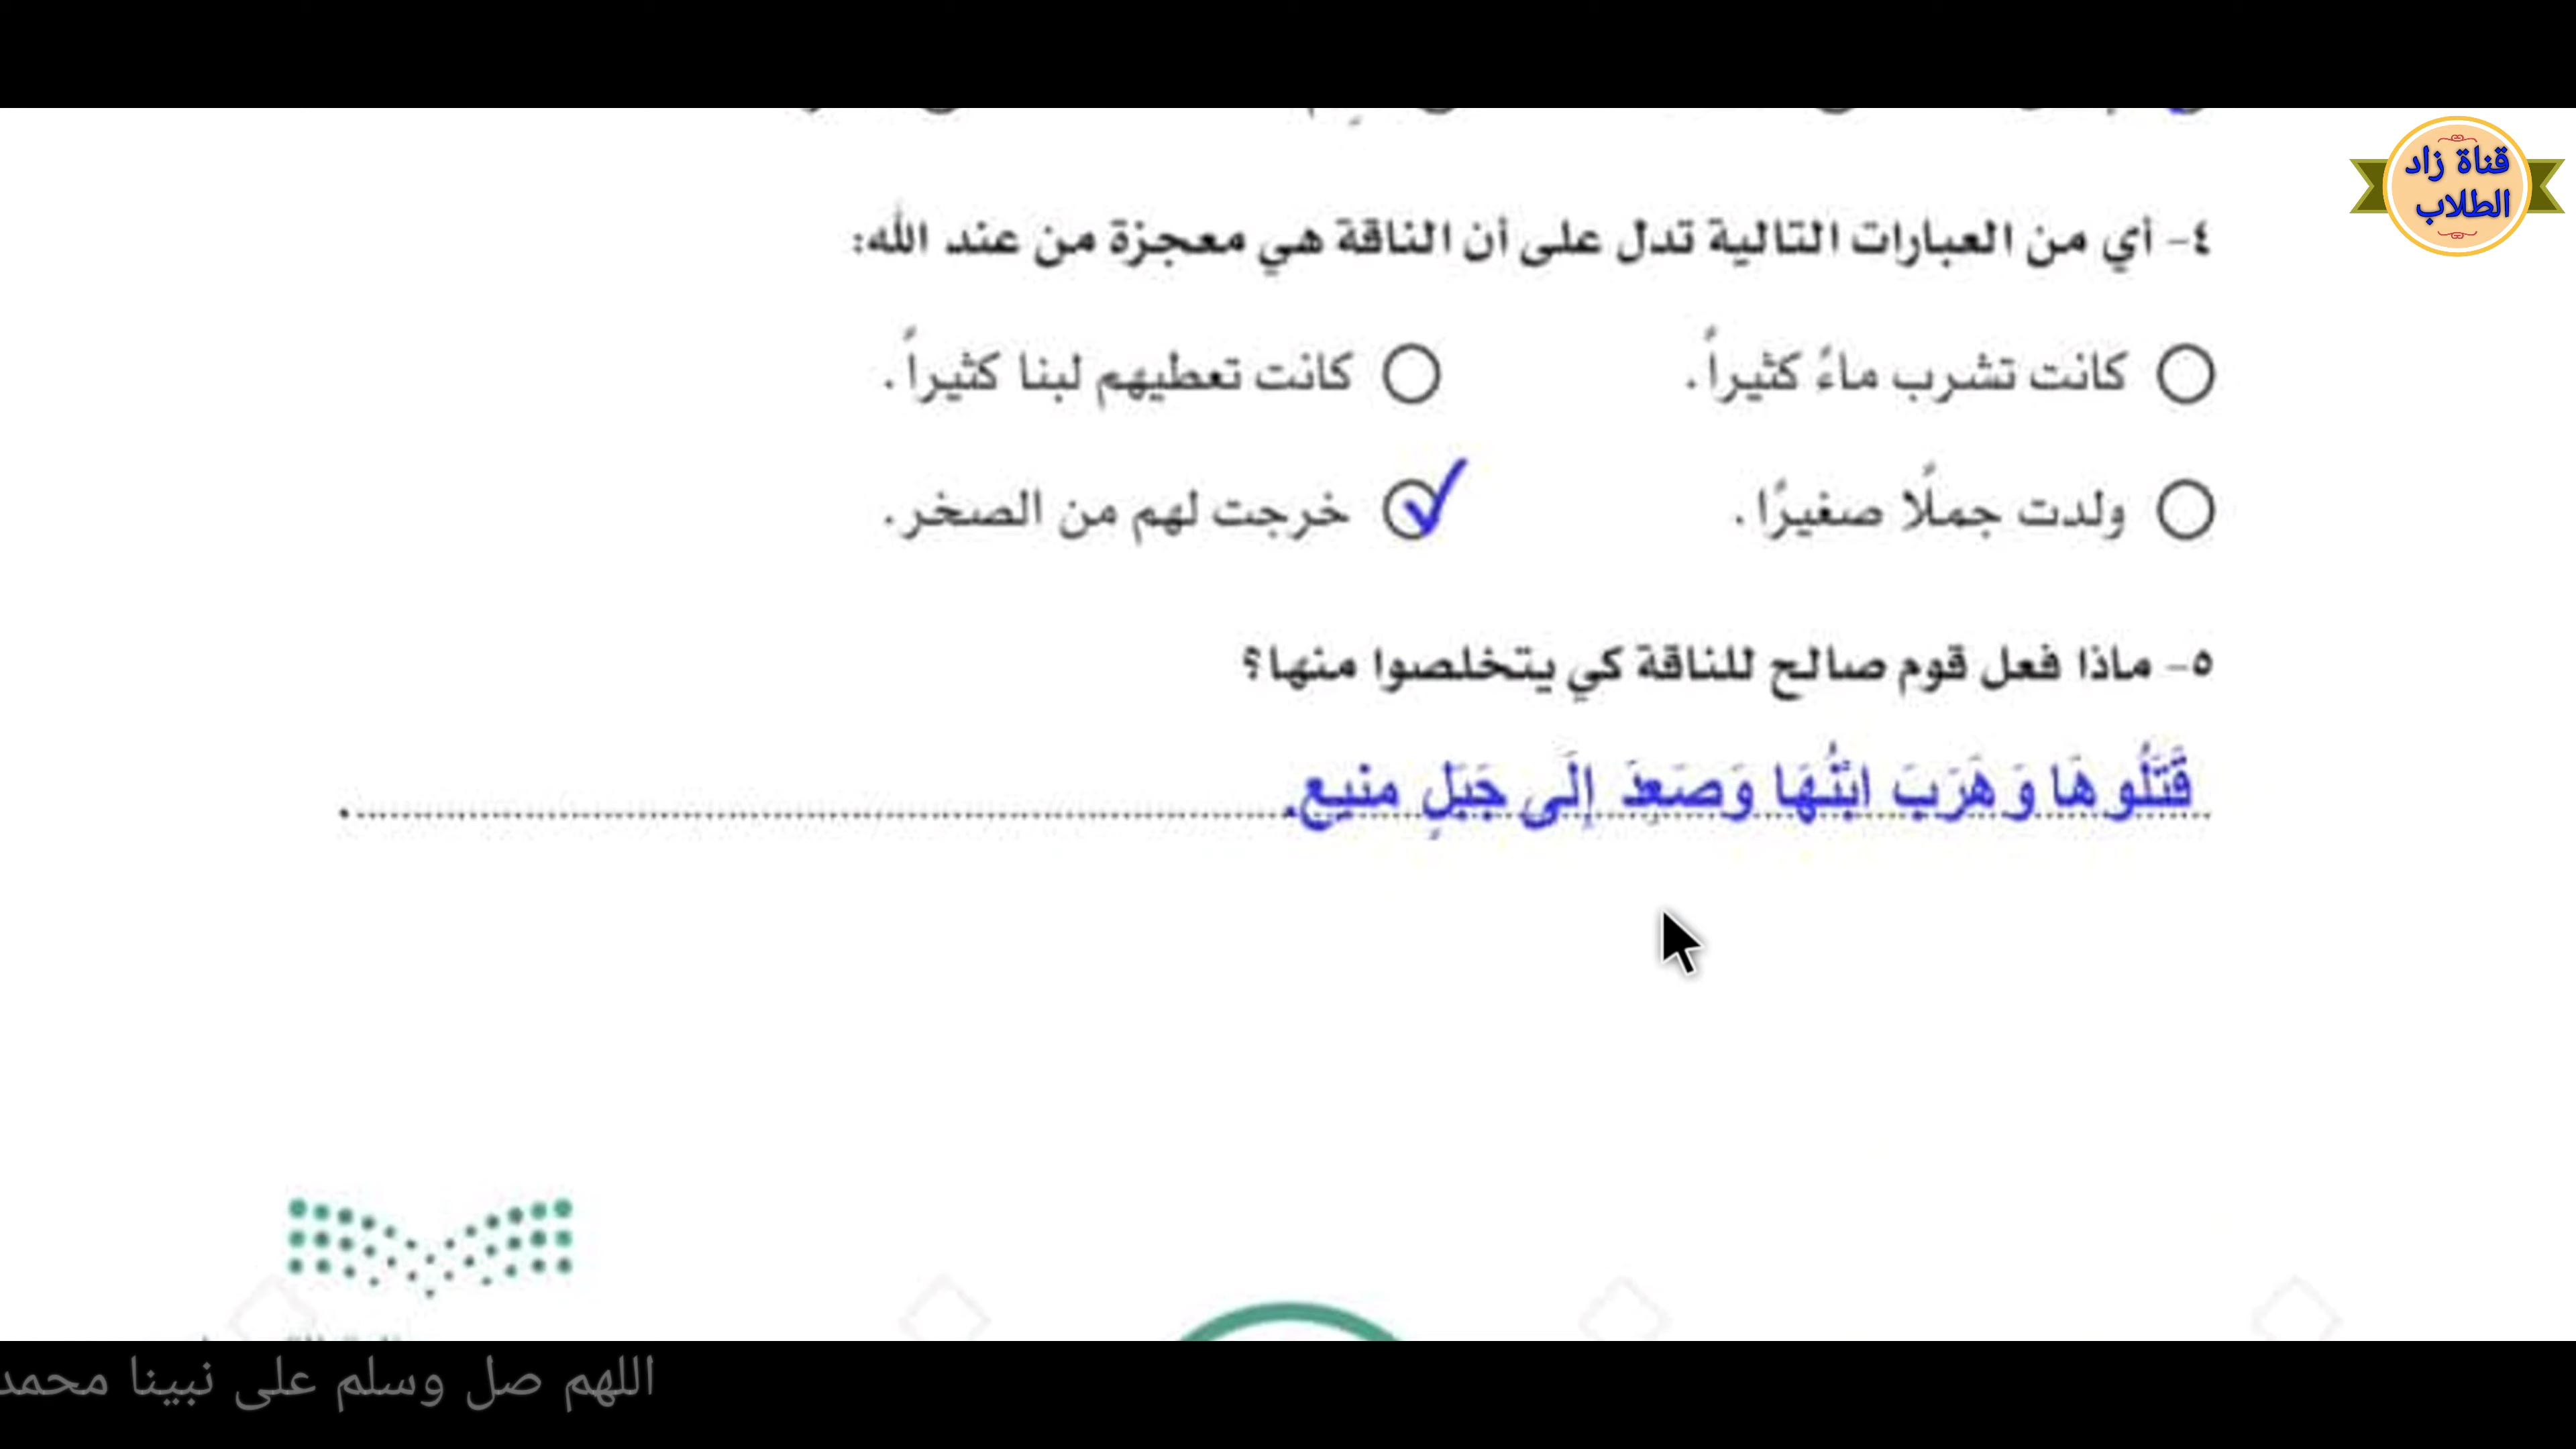 قناة زاد
الطلاب
٤- أي من العبارات التالية تدل على أن الناقة هي معجزة من عند الله:
كانت تشرب ماءً كثيراً. كانت تعطيهم لبنا كثيراً.
ولدت جملًا صغيرًا. خرجت لهم من الصخر.
٥- ماذا فعل قوم صالح للناقة كي يتخلصوا منها؟
قَتَلُوهَا وَهَرَبَ ابْنُهَا وَصَعِدَ إِلَى جَبَلٍ منيع.
اللهم صل وسلم على نبينا محمد